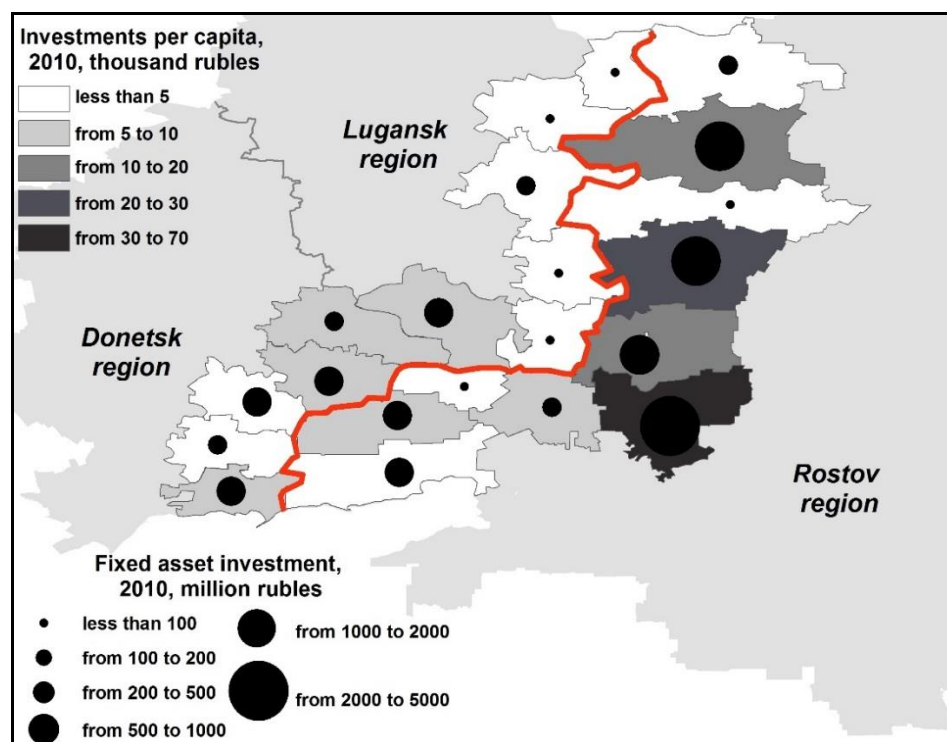 Investments per capita,
2010, thousand rubles
less than 5
from 5 to 10
from 10 to 20
from 20 to 30
from 30 to 70
Lugansk
region
Donetsk
region
Rostov
region
Fixed asset investment,
2010, million rubles
less than 100
from 100 to 200
from 200 to 500
from 500 to 1000
from 1000 to 2000
from 2000 to 5000